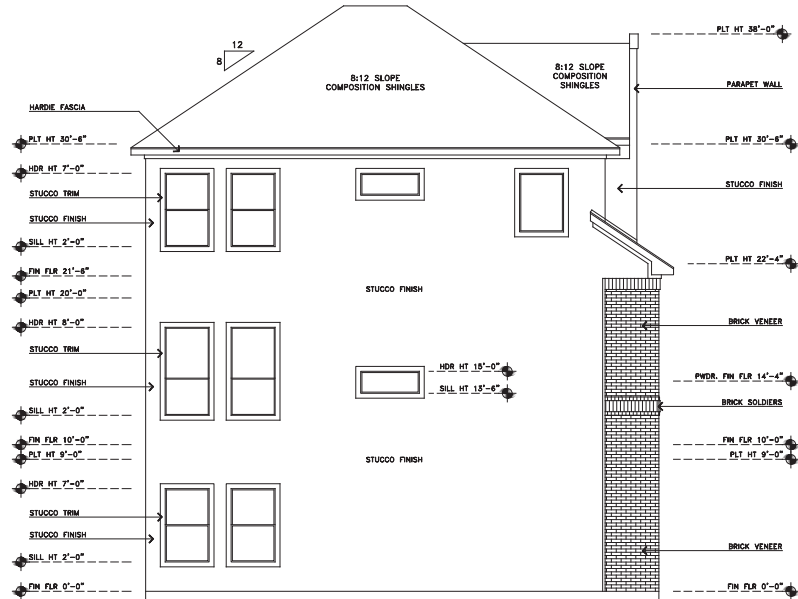 PLT HT 38'-0"
12
8
8:12 SLOPE
COMPOSITION SHINGLES
8:12 SLOPE
COMPOSITION
SHINGLES
PARAPET WALL
HARDIE FASCIA
PLT HT 30'-6"
PLT HT 30'-6"
HDR HT 7'-0"
STUCCO FINISH
STUCCO TRIM
STUCCO FINISH
SILL HT 2'-0"
PLT HT 22'-4"
FIN FLR 21'-6"
STUCCO FINISH
PLT HT 20'-0"
HDR HT 8'-0"
BRICK VENEER
STUCCO TRIM
HDR HT 15'-0"
STUCCO FINISH
PWDR. FIN FLR 14'-4"
SILL HT 13'-6"
BRICK SOLDIERS
SILL HT 2'-0"
FIN FLR 10'-0"
FIN FLR 10'-0"
PLT HT 9'-0"
STUCCO FINISH
PLT HT 9'-0"
HDR HT 7'-0"
STUCCO TRIM
STUCCO FINISH
BRICK VENEER
SILL HT 2'-0"
FIN FLR 0'-0"
FIN FLR 0'-0"